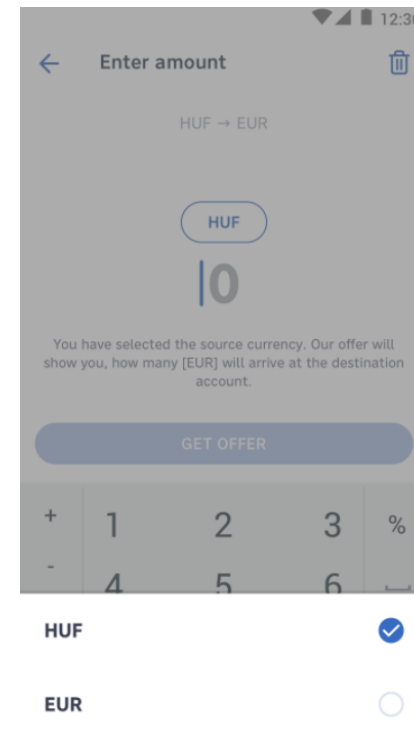 12:30
Enter amount
HUF → EUR
HUF
0
You have selected the source currency. Our offer will
show you, how many [EUR] will arrive at the destination
account.
GET OFFER
+ 1 2 3 %
- 4 5 6
HUF
EUR